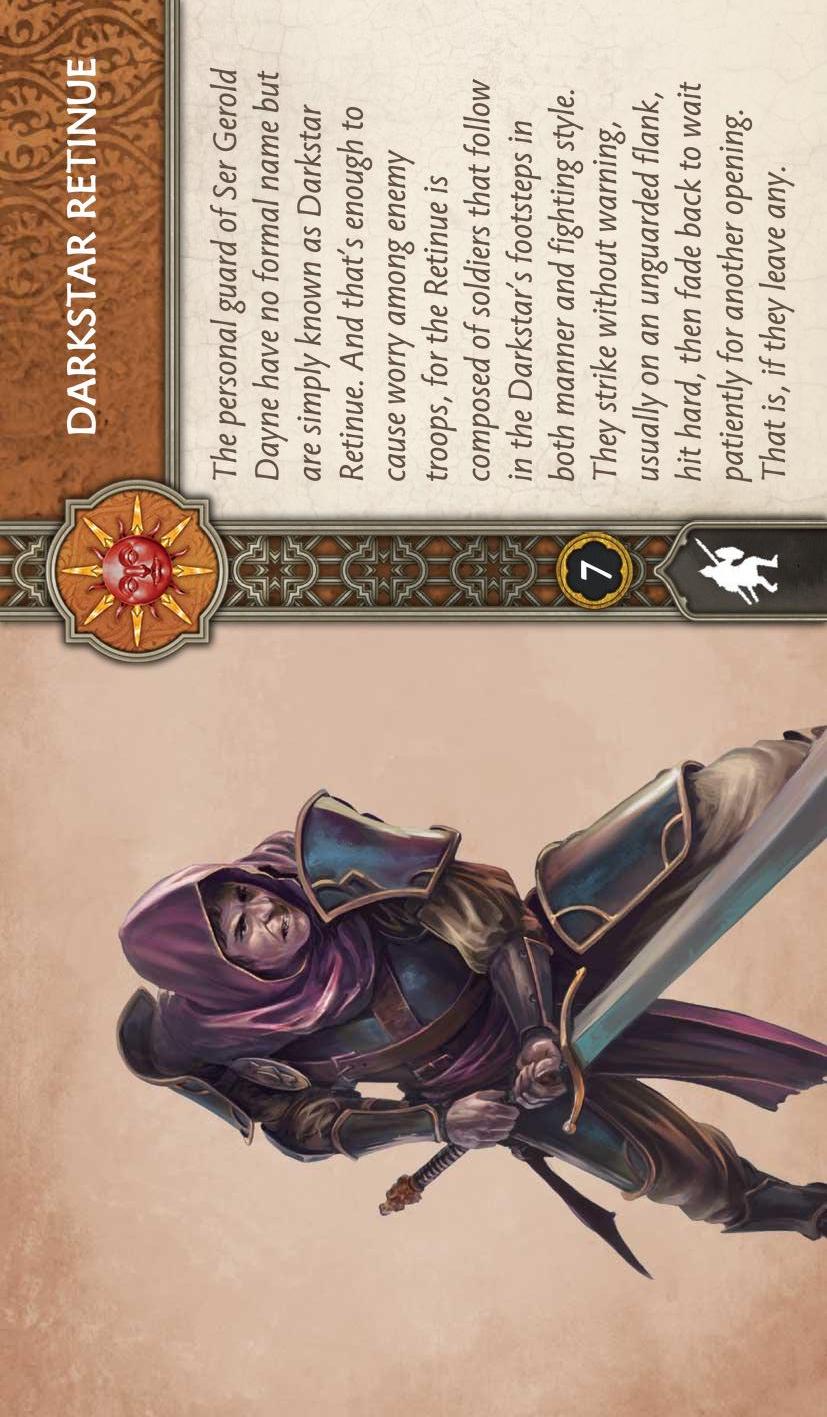 DARKSTAR RETINUE
The personal guard of Ser Gerold
Dayne have no formal name but
are simply known as Darkstar
Retinue. And that's enough to
cause worry among enemy
troops, for the Retinue is
composed of soldiers that follow
in the Darkstar's footsteps in
both manner and fighting style.
They strike without warning,
usually on an unguarded flank,
hit hard, then fade back to wait
patiently for another opening.
That is, if they leave any.
7